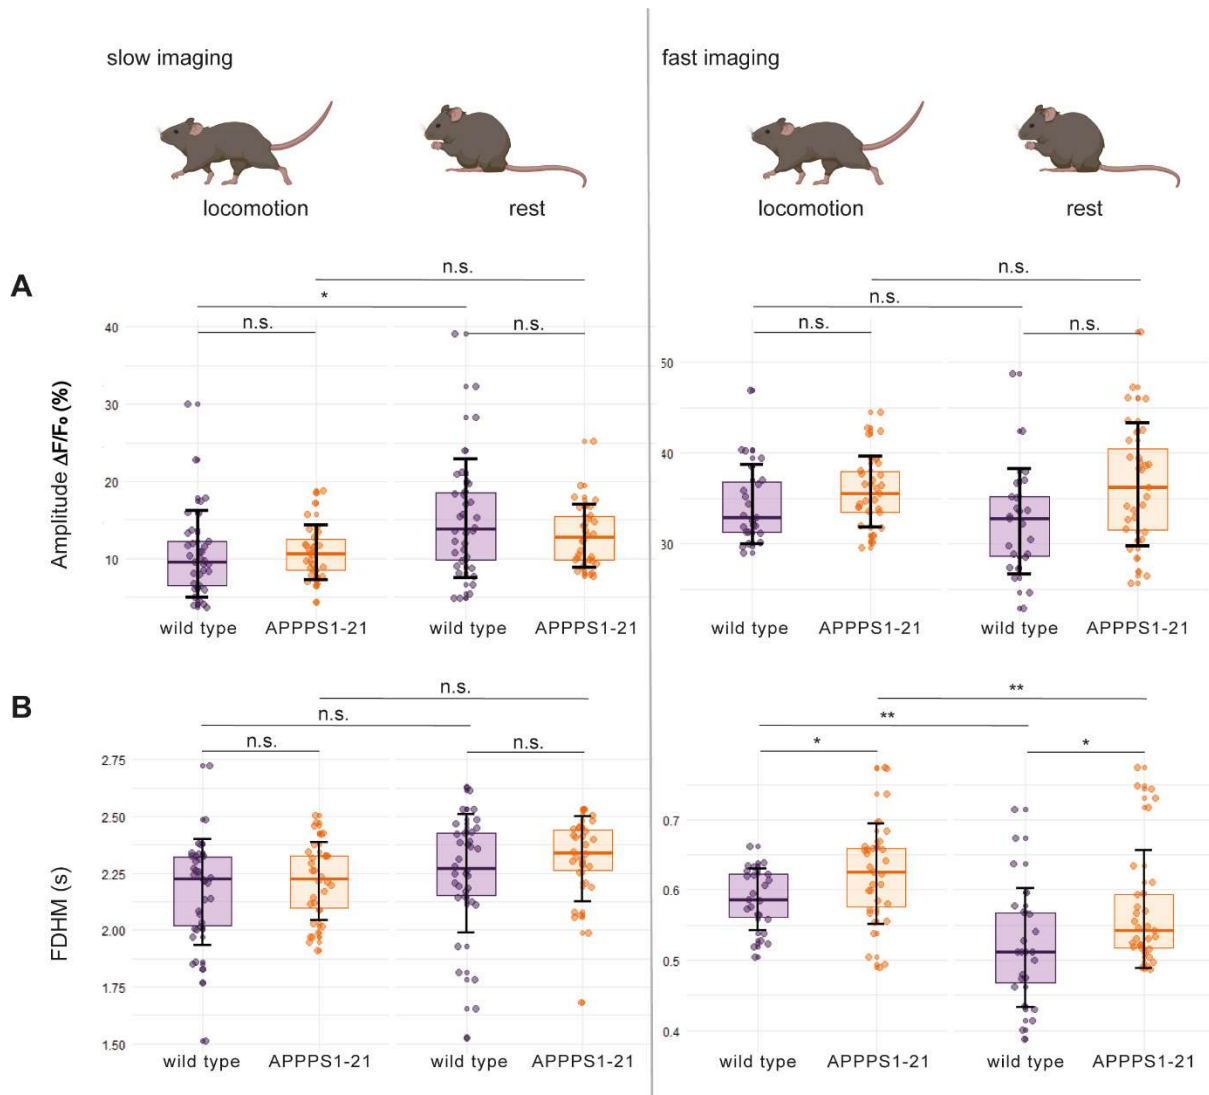 slow imaging fast imaging
locomotion rest locomotion rest
A
n.s. n.s.
* n.s.
n.s. n.s. n.s. n.s.
Amplitude ΔF/F₀ (%)
40
30
20
10
50
40
30
wild type APPPS1-21 wild type APPPS1-21 wild type APPPS1-21 wild type APPPS1-21
B
n.s. **
n.s. **
n.s. n.s. * *
FDHM (s)
2.75
2.50
2.25
2.00
1.75
1.50
0.7
0.6
0.5
0.4
wild type APPPS1-21 wild type APPPS1-21 wild type APPPS1-21 wild type APPPS1-21